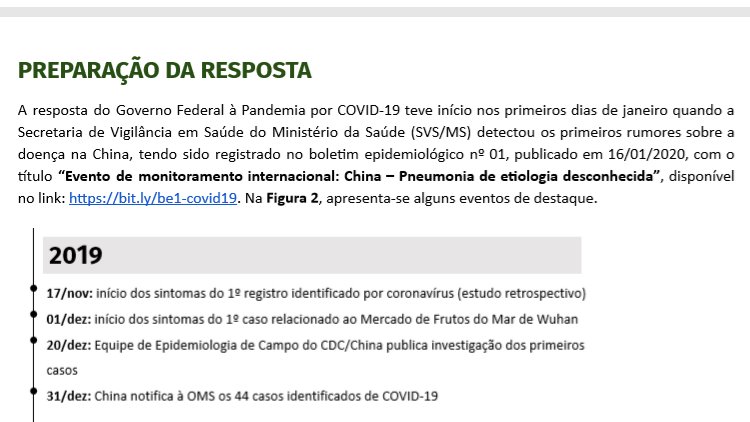 PREPARAÇÃO DA RESPOSTA
A resposta do Governo Federal à Pandemia por COVID-19 teve início nos primeiros dias de janeiro quando a
Secretaria de Vigilância em Saúde do Ministério da Saúde (SVS/MS) detectou os primeiros rumores sobre a
doença na China, tendo sido registrado no boletim epidemiológico nº 01, publicado em 16/01/2020, com o
título “Evento de monitoramento internacional: China – Pneumonia de etiologia desconhecida”, disponível
no link: https://bit.ly/be1-covid19. Na Figura 2, apresenta-se alguns eventos de destaque.
2019
17/nov: início dos sintomas do 1º registro identificado por coronavírus (estudo retrospectivo)
01/dez: início dos sintomas do 1º caso relacionado ao Mercado de Frutos do Mar de Wuhan
20/dez: Equipe de Epidemiologia de Campo do CDC/China publica investigação dos primeiros
casos
31/dez: China notifica à OMS os 44 casos identificados de COVID-19